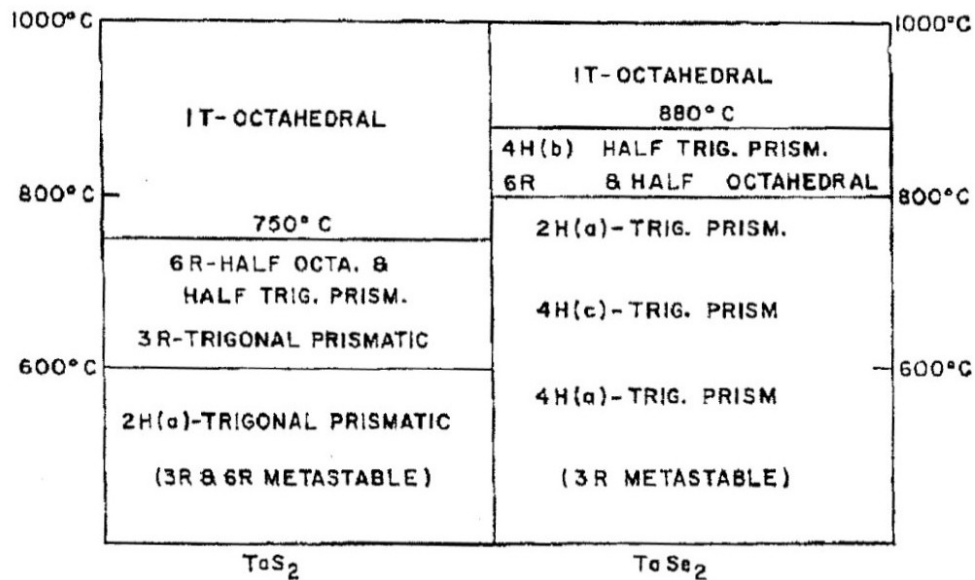 1000°C
1T-OCTAHEDRAL
800°C
750°C
6R-HALF OCTA. &
HALF TRIG. PRISM.
3R-TRIGONAL PRISMATIC
600°C
2H(a)-TRIGONAL PRISMATIC
(3R & 6R METASTABLE)
TaS2
1000°C
1T-OCTAHEDRAL
880°C
4H(b) HALF TRIG. PRISM.
6R & HALF OCTAHEDRAL
800°C
2H(a)-TRIG. PRISM.
4H(c)-TRIG. PRISM
600°C
4H(a)-TRIG. PRISM
(3R METASTABLE)
TaSe2